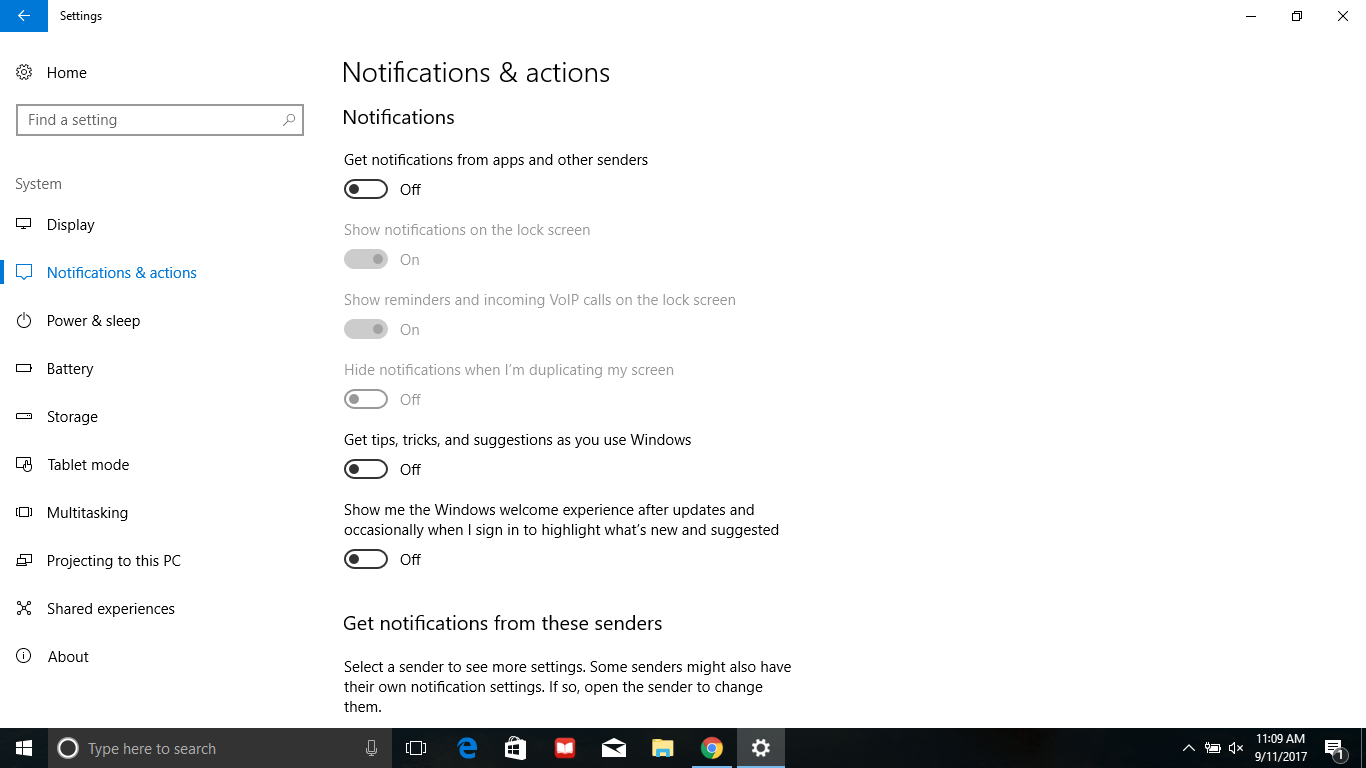 Settings
Home
Find a setting
System
Display
Notifications & actions
Power & sleep
Battery
Storage
Tablet mode
Multitasking
Projecting to this PC
Shared experiences
About
Notifications & actions
Notifications
Get notifications from apps and other senders
Off
Show notifications on the lock screen
On
Show reminders and incoming VoIP calls on the lock screen
On
Hide notifications when I’m duplicating my screen
Off
Get tips, tricks, and suggestions as you use Windows
Off
Show me the Windows welcome experience after updates and
occasionally when I sign in to highlight what’s new and suggested
Off
Get notifications from these senders
Select a sender to see more settings. Some senders might also have
their own notification settings. If so, open the sender to change
them.
Type here to search
11:09 AM
9/11/2017
1